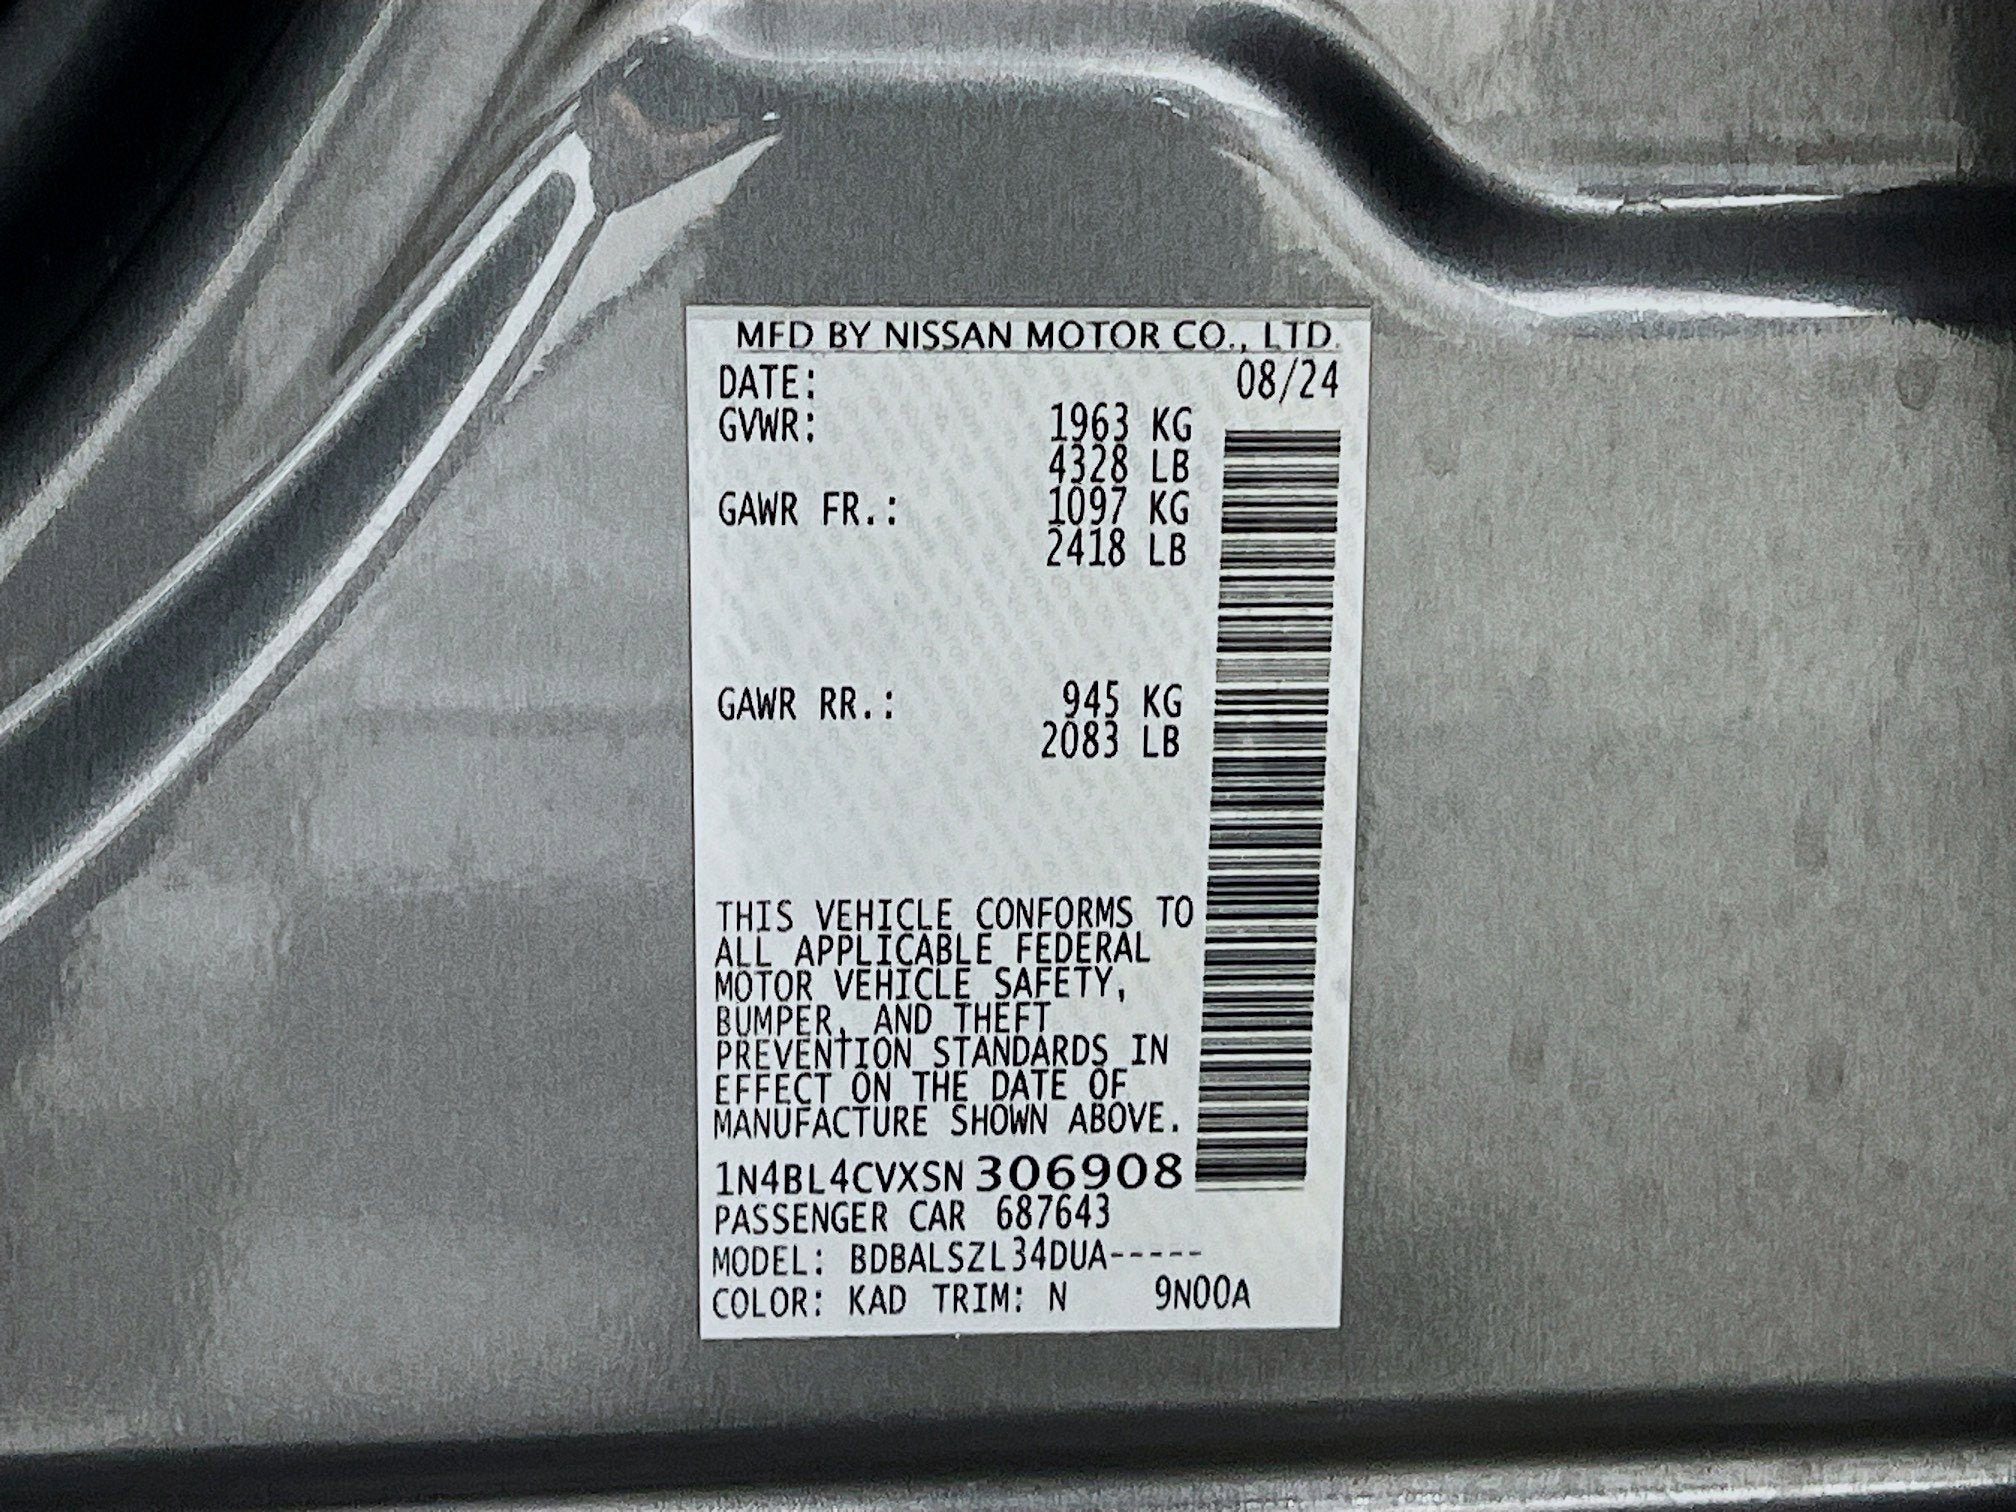 MFD BY NISSAN MOTOR CO., LTD.
DATE: 08/24
GVWR: 1963 KG
4328 LB
GAWR FR.: 1097 KG
2418 LB
GAWR RR.: 945 KG
2083 LB
THIS VEHICLE CONFORMS TO
ALL APPLICABLE FEDERAL
MOTOR VEHICLE SAFETY,
BUMPER, AND THEFT
PREVENTION STANDARDS IN
EFFECT ON THE DATE OF
MANUFACTURE SHOWN ABOVE.
1N4BL4CVXSN306908
PASSENGER CAR 687643
MODEL: BDBALSZL34DUA-----
COLOR: KAD TRIM: N 9N00A